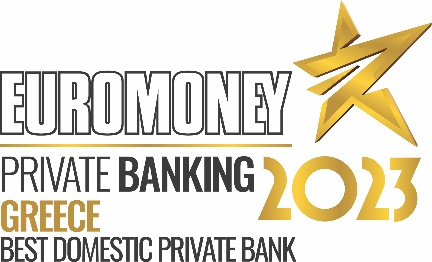 EUROMONEY
PRIVATE BANKING 2023
GREECE
BEST DOMESTIC PRIVATE BANK